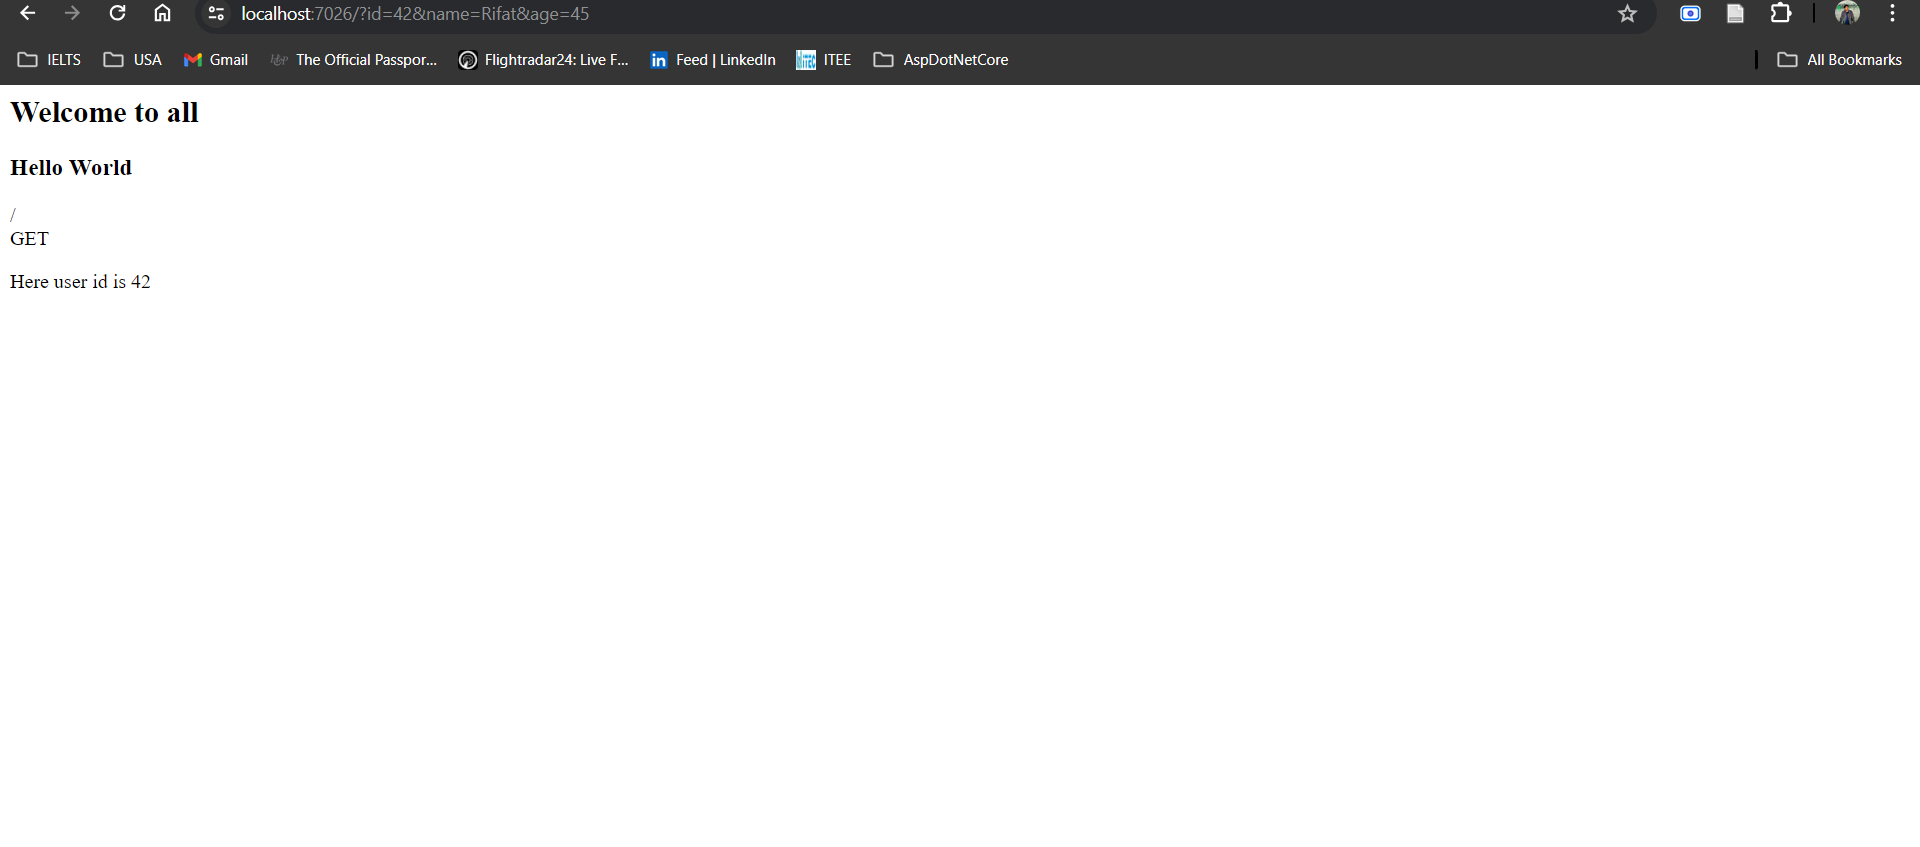 localhost:7026/?id=42&name=Rifat&age=45
IELTS USA Gmail The Official Passpor... Flightradar24: Live F... Feed | LinkedIn ITEE AspDotNetCore All Bookmarks
Welcome to all
Hello World
/
GET
Here user id is 42